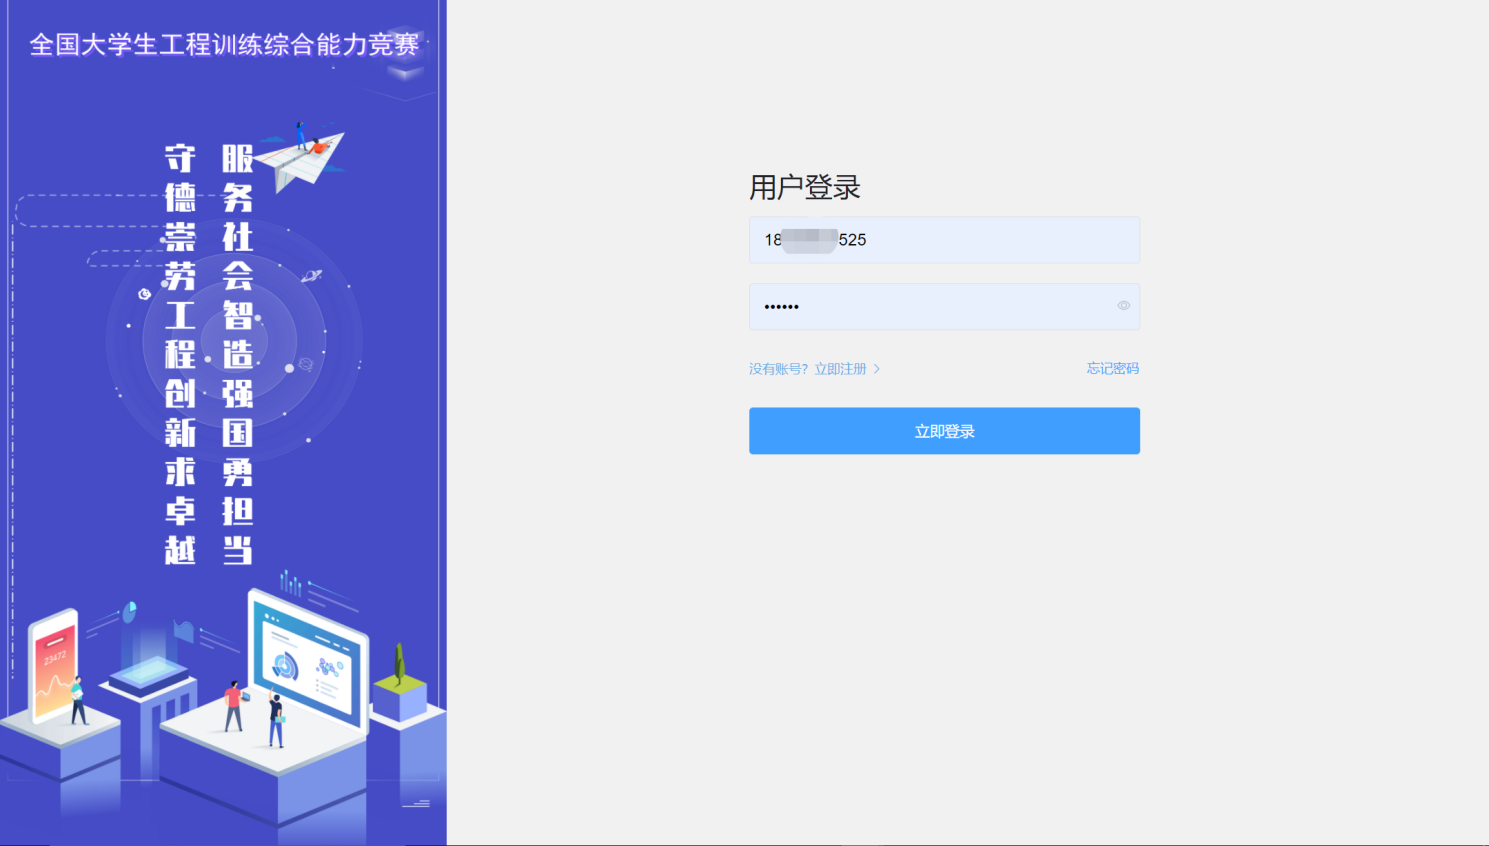 全国大学生工程训练综合能力竞赛
服务社会智造强国勇担当
守德崇劳工程创新求卓越
23472
用户登录
18 525
••••••
没有账号？立即注册 >
忘记密码
立即登录